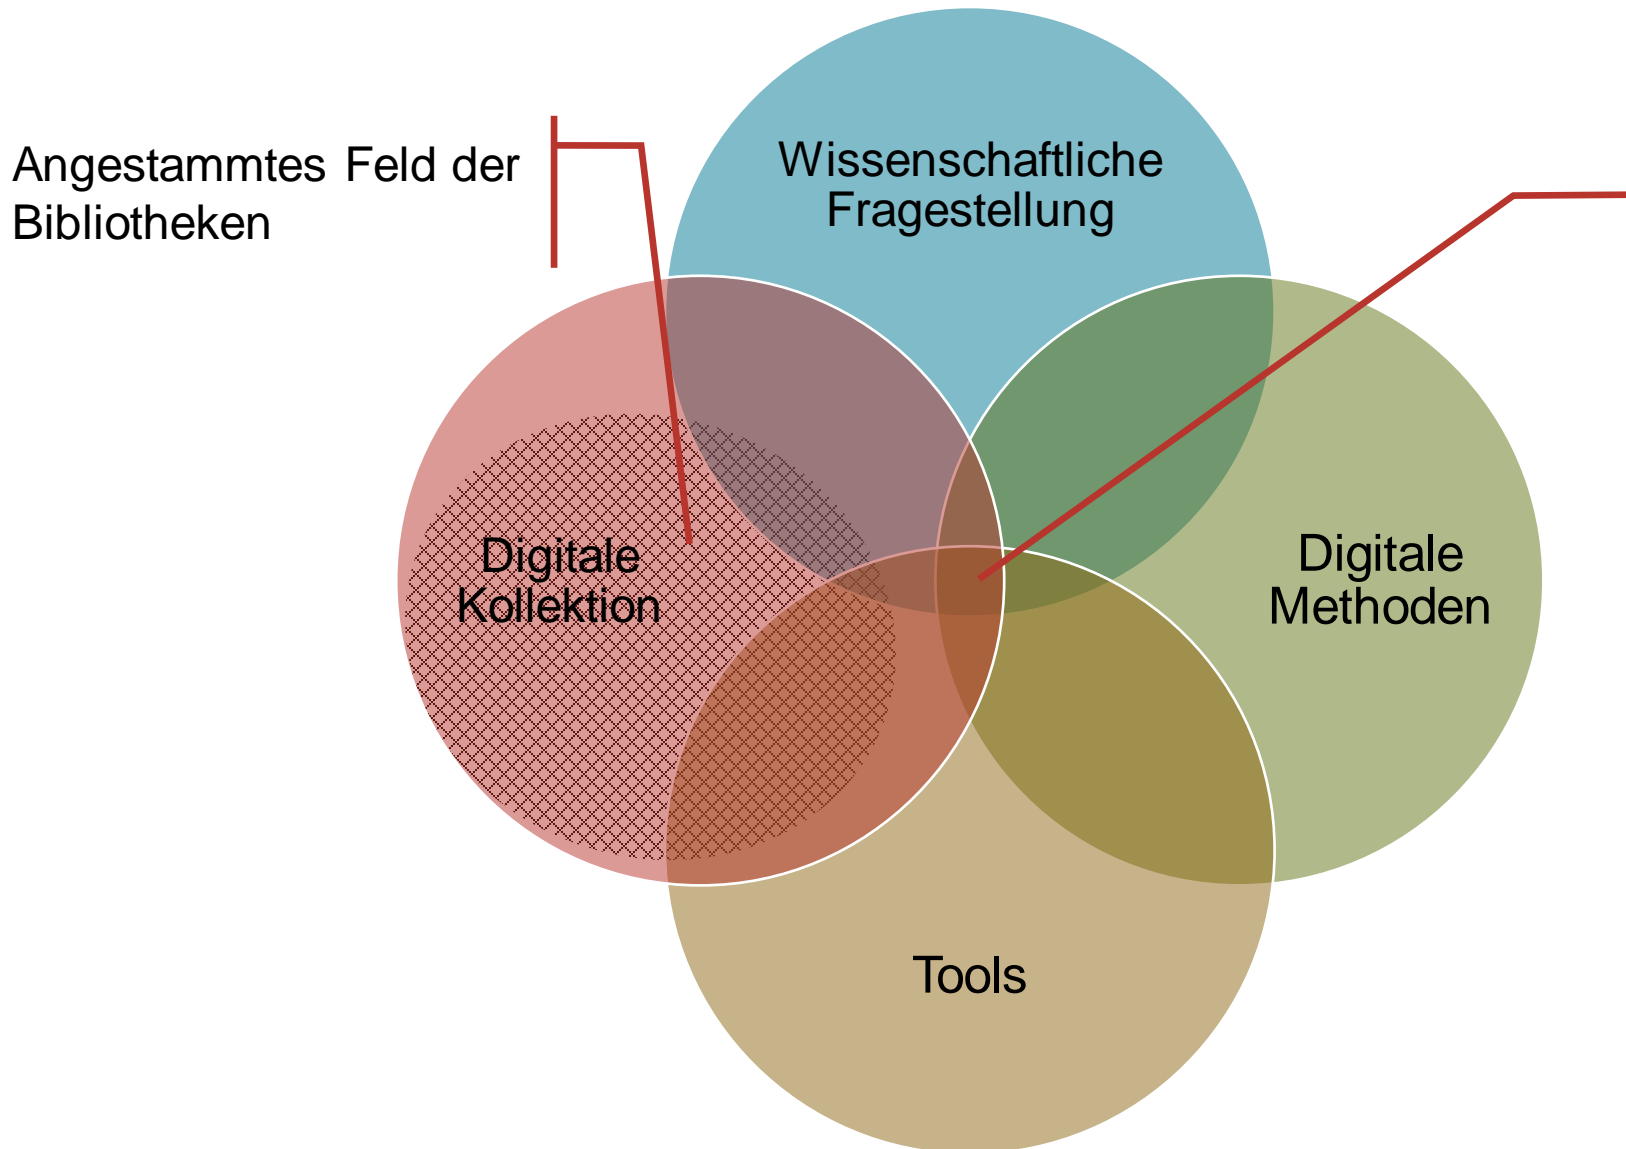 Angestammtes Feld der
Bibliotheken
Wissenschaftliche
Fragestellung
Digitale
Kollektion
Digitale
Methoden
Tools